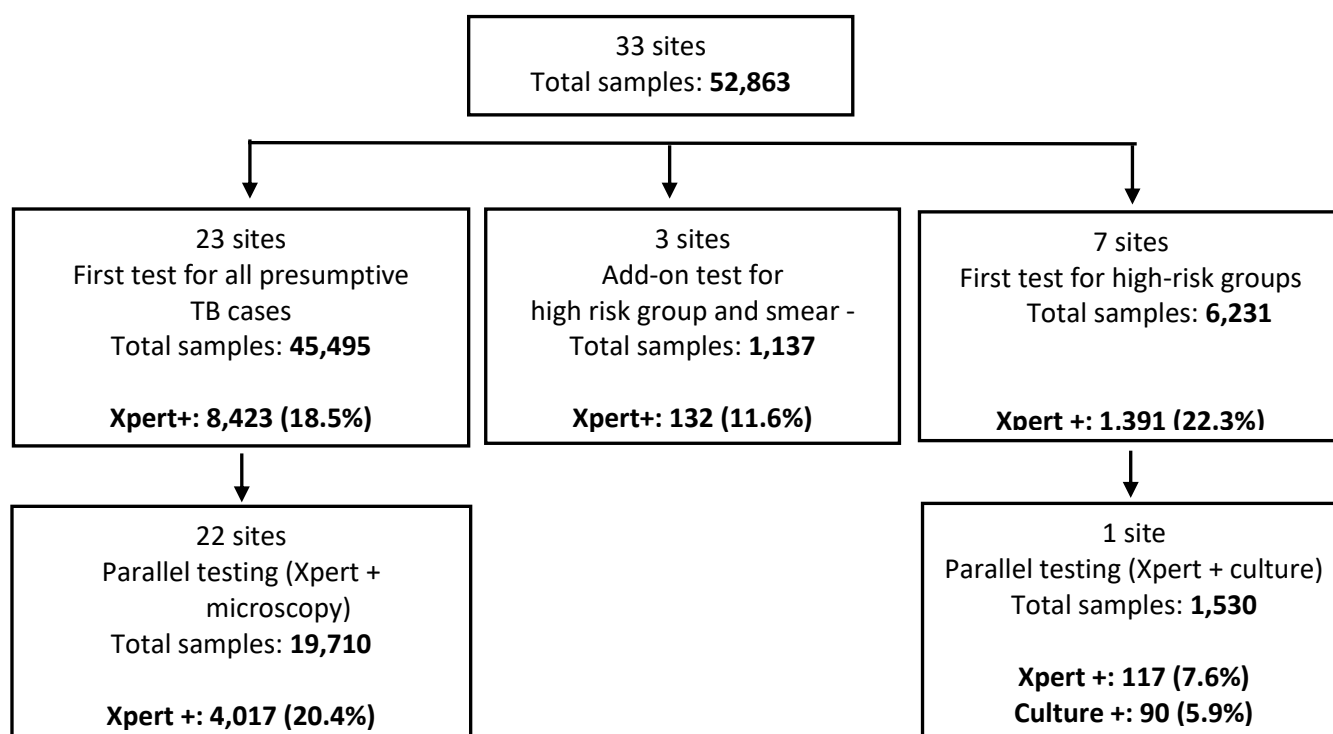 33 sites
Total samples: 52,863
23 sites
First test for all presumptive
TB cases
Total samples: 45,495
Xpert+: 8,423 (18.5%)
3 sites
Add-on test for
high risk group and smear -
Total samples: 1,137
Xpert+: 132 (11.6%)
7 sites
First test for high-risk groups
Total samples: 6,231
Xpert +: 1.391 (22.3%)
22 sites
Parallel testing (Xpert +
microscopy)
Total samples: 19,710
Xpert +: 4,017 (20.4%)
1 site
Parallel testing (Xpert + culture)
Total samples: 1,530
Xpert +: 117 (7.6%)
Culture +: 90 (5.9%)